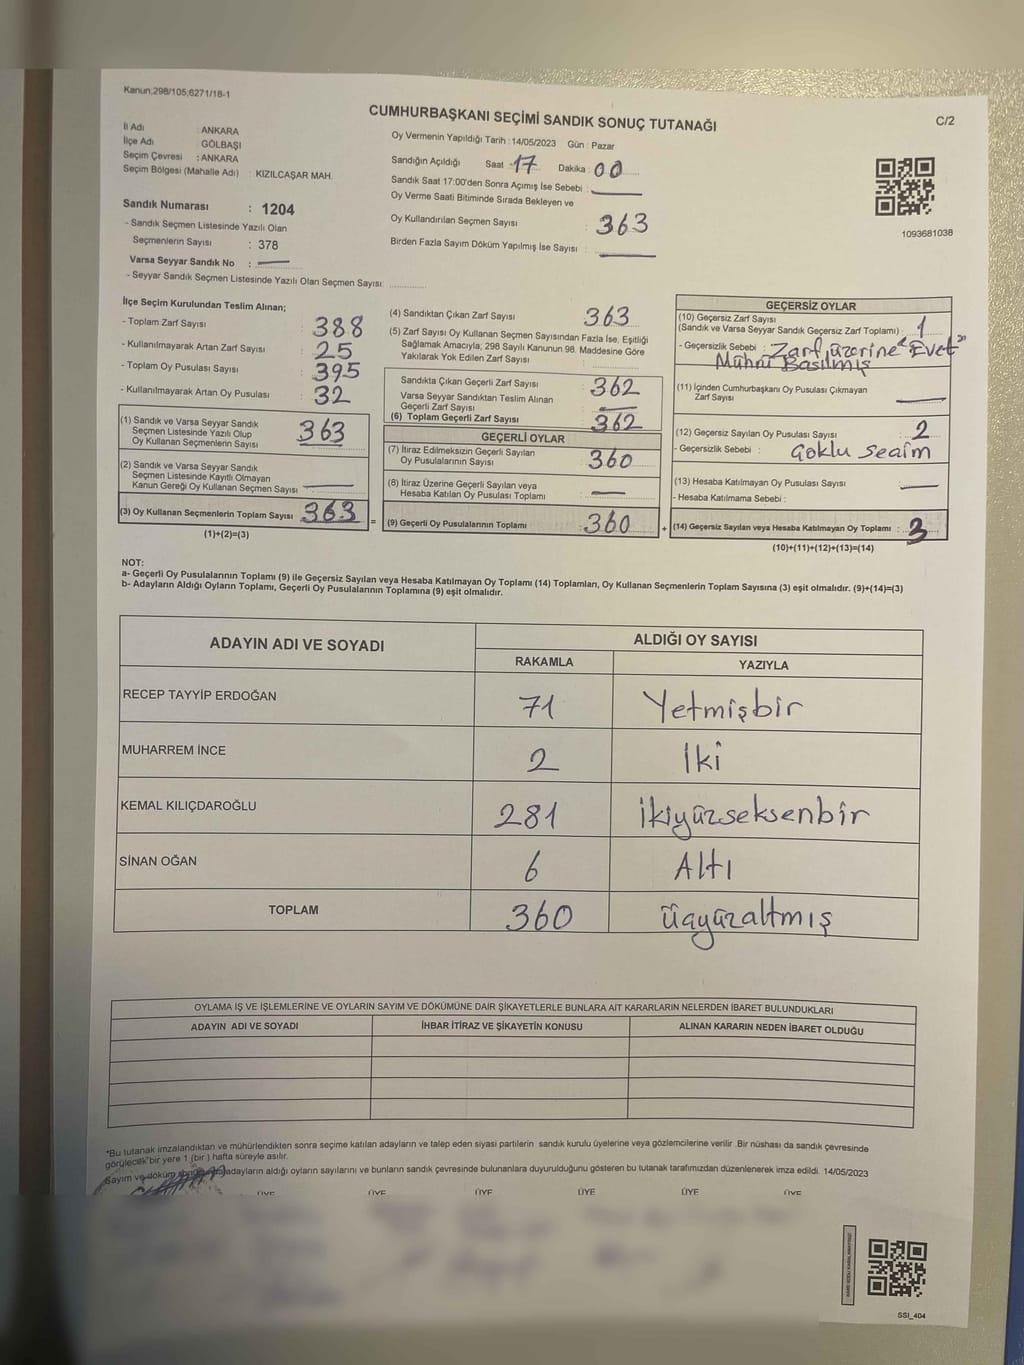 Kanun:298/105;6271/18-1
CUMHURBAŞKANI SEÇİMİ SANDIK SONUÇ TUTANAĞI
C/2
İl Adı : ANKARA
İlçe Adı : GÖLBAŞI
Seçim Çevresi : ANKARA
Seçim Bölgesi (Mahalle Adı) : KIZILCAŞAR MAH.
Sandık Numarası : 1204
- Sandık Seçmen Listesinde Yazılı Olan
Seçmenlerin Sayısı : 378
Varsa Seyyar Sandık No : —
- Seyyar Sandık Seçmen Listesinde Yazılı Olan Seçmen Sayısı:
Oy Vermenin Yapıldığı Tarih : 14/05/2023 Gün : Pazar
Sandığın Açıldığı Saat : 17 Dakika : 00
Sandık Saat 17:00'den Sonra Açımış İse Sebebi : —
Oy Verme Saati Bitiminde Sırada Bekleyen ve
Oy Kullandırılan Seçmen Sayısı : 363
Birden Fazla Sayım Döküm Yapılmış İse Sayısı : —
1093681038
İlçe Seçim Kurulundan Teslim Alınan;
- Toplam Zarf Sayısı : 388
- Kullanılmayarak Artan Zarf Sayısı : 25
- Toplam Oy Pusulası Sayısı : 395
- Kullanılmayarak Artan Oy Pusulası : 32
(1) Sandık ve Varsa Seyyar Sandık
Seçmen Listesinde Yazılı Olup
Oy Kullanan Seçmenlerin Sayısı : 363
(2) Sandık ve Varsa Seyyar Sandık
Seçmen Listesinde Kayıtlı Olmayan
Kanun Gereği Oy Kullanan Seçmen Sayısı : —
(3) Oy Kullanan Seçmenlerin Toplam Sayısı : 363
(1)+(2)=(3)
=
(4) Sandıktan Çıkan Zarf Sayısı : 363
(5) Zarf Sayısı Oy Kullanan Seçmen Sayısından Fazla İse, Eşitliği
Sağlamak Amacıyla, 298 Sayılı Kanunun 98. Maddesine Göre
Yakılarak Yok Edilen Zarf Sayısı :
Sandıkta Çıkan Geçerli Zarf Sayısı : 362
Varsa Seyyar Sandıktan Teslim Alınan
Geçerli Zarf Sayısı : —
(6) Toplam Geçerli Zarf Sayısı : 362
GEÇERLİ OYLAR
(7) İtiraz Edilmeksizin Geçerli Sayılan
Oy Pusulalarının Sayısı : 360
(8) İtiraz Üzerine Geçerli Sayılan veya
Hesaba Katılan Oy Pusulası Toplamı : —
(9) Geçerli Oy Pusulalarının Toplamı : 360
+
GEÇERSİZ OYLAR
(10) Geçersiz Zarf Sayısı
(Sandık ve Varsa Seyyar Sandık Geçersiz Zarf Toplamı) : 1
- Geçersizlik Sebebi : Zarf üzerine "Evet"
Mührü Basılmış
(11) İçinden Cumhurbaşkanı Oy Pusulası Çıkmayan
Zarf Sayısı : —
(12) Geçersiz Sayılan Oy Pusulası Sayısı : 2
- Geçersizlik Sebebi : Çoklu seçim
(13) Hesaba Katılmayan Oy Pusulası Sayısı : —
- Hesaba Katılmama Sebebi :
(14) Geçersiz Sayılan veya Hesaba Katılmayan Oy Toplamı : 3
(10)+(11)+(12)+(13)=(14)
NOT:
a- Geçerli Oy Pusulalarının Toplamı (9) ile Geçersiz Sayılan veya Hesaba Katılmayan Oy Toplamı (14) Toplamları, Oy Kullanan Seçmenlerin Toplam Sayısına (3) eşit olmalıdır. (9)+(14)=(3)
b- Adayların Aldığı Oyların Toplamı, Geçerli Oy Pusulalarının Toplamına (9) eşit olmalıdır.
ADAYIN ADI VE SOYADI
ALDIĞI OY SAYISI
RAKAMLA YAZIYLA
RECEP TAYYİP ERDOĞAN 71 Yetmişbir
MUHARREM İNCE 2 İki
KEMAL KILIÇDAROĞLU 281 ikiyüzseksenbir
SİNAN OĞAN 6 Altı
TOPLAM 360 üçyüzaltmış
OYLAMA İŞ VE İŞLEMLERİNE VE OYLARIN SAYIM VE DÖKÜMÜNE DAİR ŞİKAYETLERLE BUNLARA AİT KARARLARIN NELERDEN İBARET BULUNDUKLARI
ADAYIN ADI VE SOYADI İHBAR İTİRAZ VE ŞİKAYETİN KONUSU ALINAN KARARIN NEDEN İBARET OLDUĞU
*Bu tutanak imzalandıktan ve mühürlendikten sonra seçime katılan adayların ve talep eden siyasi partilerin sandık kurulu üyelerine veya gözlemcilerine verilir. Bir nüshası da sandık çevresinde
görülecek bir yere 1 (bir) hafta süreyle asılır.
Sayım ve döküm adayların aldığı oyların sayılarını ve bunların sandık çevresinde bulunanlara duyurulduğunu gösteren bu tutanak tarafımızdan düzenlenerek imza edildi. 14/05/2023
ÜYE ÜYE ÜYE ÜYE ÜYE ÜYE
SSI_404